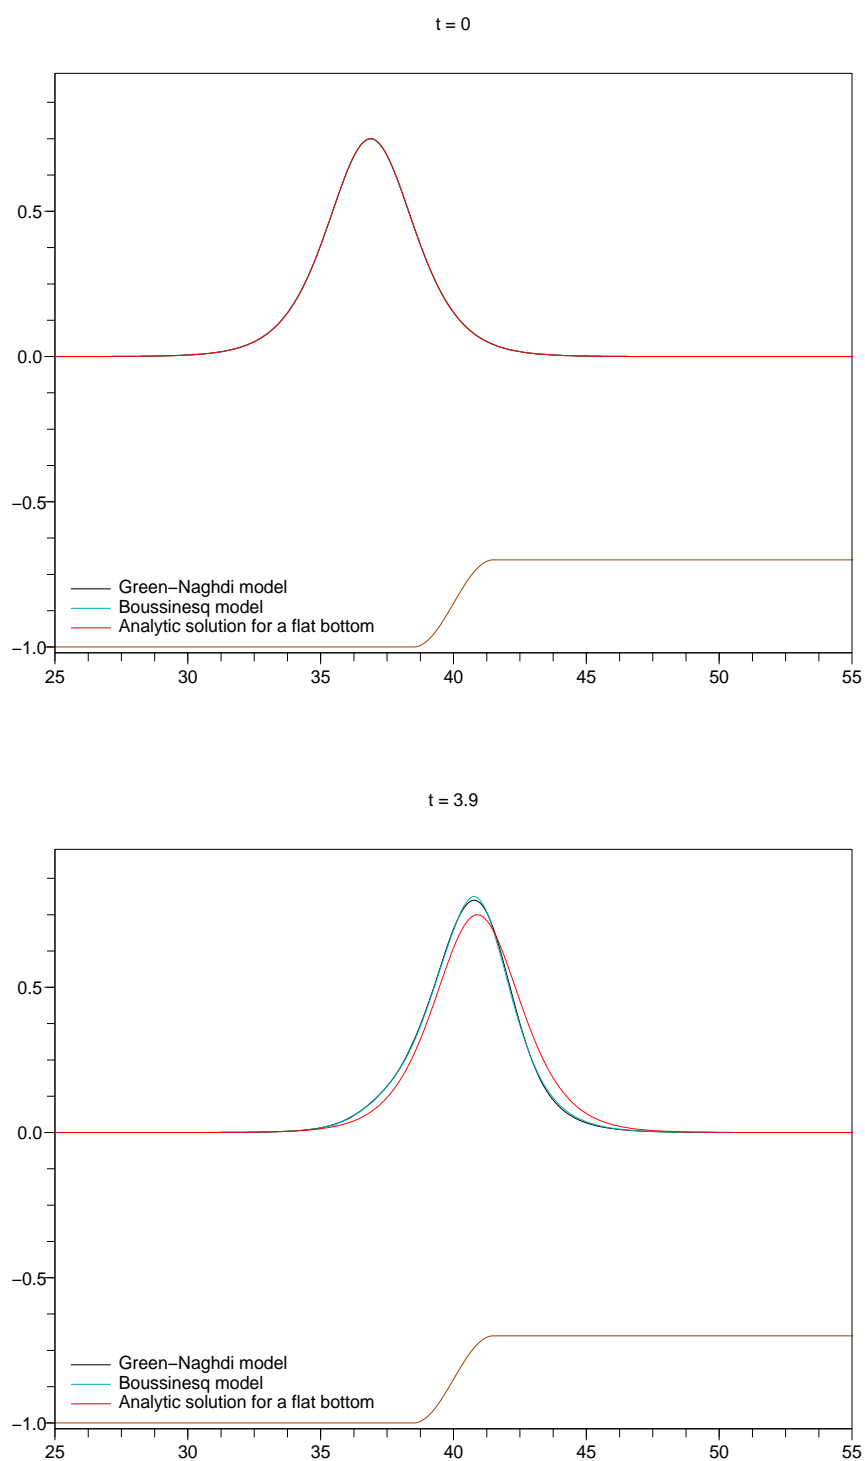 t = 0
0.5
0.0
−0.5
−1.0
Green−Naghdi model
Boussinesq model
Analytic solution for a flat bottom
25 30 35 40 45 50 55
t = 3.9
0.5
0.0
−0.5
−1.0
Green−Naghdi model
Boussinesq model
Analytic solution for a flat bottom
25 30 35 40 45 50 55